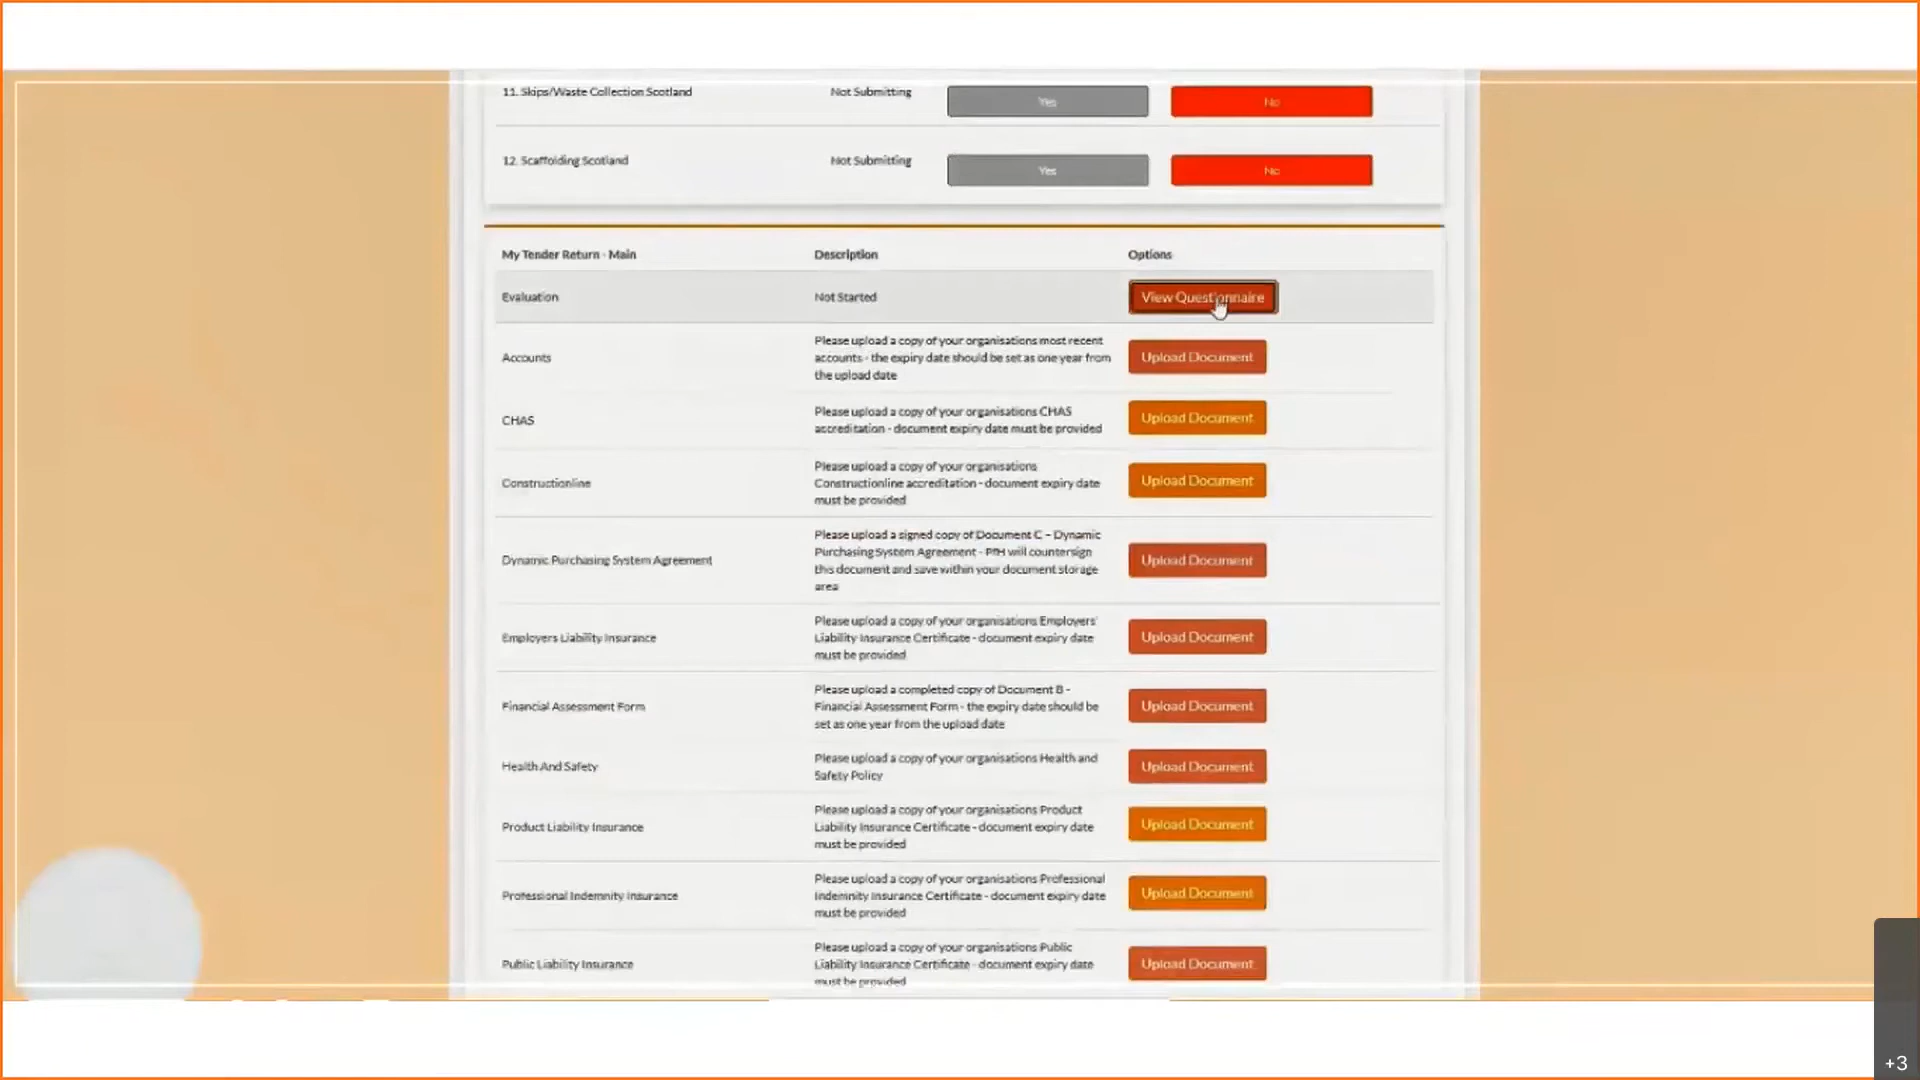 11. Skips/Waste Collection Scotland Not Submitting Yes No
12. Scaffolding Scotland Not Submitting Yes No
My Tender Return - Main Description Options
Evaluation Not Started View Questionnaire
Accounts
Please upload a copy of your organisations most recent
accounts - the expiry date should be set as one year from
the upload date
Upload Document
CHAS
Please upload a copy of your organisations CHAS
accreditation - document expiry date must be provided
Upload Document
Constructionline
Please upload a copy of your organisations
Constructionline accreditation - document expiry date
must be provided
Upload Document
Dynamic Purchasing System Agreement
Please upload a signed copy of Document C – Dynamic
Purchasing System Agreement - PfH will countersign
this document and save within your document storage
area
Upload Document
Employers Liability Insurance
Please upload a copy of your organisations Employers'
Liability Insurance Certificate - document expiry date
must be provided
Upload Document
Financial Assessment Form
Please upload a completed copy of Document B -
Financial Assessment Form - the expiry date should be
set as one year from the upload date
Upload Document
Health And Safety
Please upload a copy of your organisations Health and
Safety Policy
Upload Document
Product Liability Insurance
Please upload a copy of your organisations Product
Liability Insurance Certificate - document expiry date
must be provided
Upload Document
Professional Indemnity Insurance
Please upload a copy of your organisations Professional
Indemnity Insurance Certificate - document expiry date
must be provided
Upload Document
Public Liability Insurance
Please upload a copy of your organisations Public
Liability Insurance Certificate - document expiry date
must be provided
Upload Document
+3